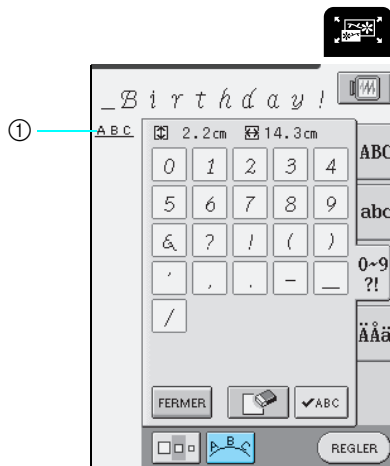 _Birthday!
① ABC 2.2cm 14.3cm
ABC
0 1 2 3 4
5 6 7 8 9
abc
& ? ! ( )
0~9
?!
' , . - _
/
ÄÅä
FERMER ✓ABC
ABC REGLER